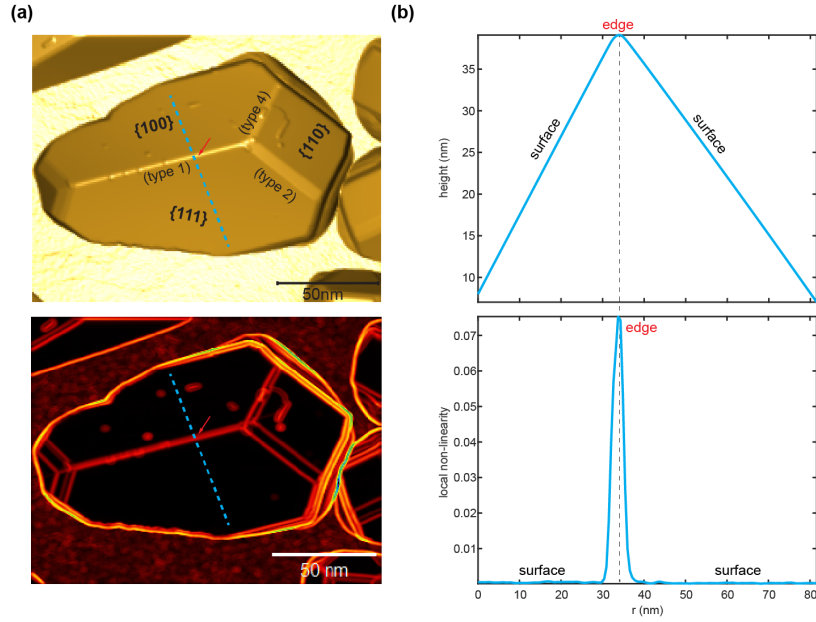 (a)
{100}
(type 4)
{110}
(type 1)
(type 2)
{111}
50nm
50 nm
(b)
edge
height (nm)
35
30
25
20
15
10
surface
surface
edge
local non-linearity
0.07
0.06
0.05
0.04
0.03
0.02
0.01
surface
surface
0 10 20 30 40 50 60 70 80
r (nm)